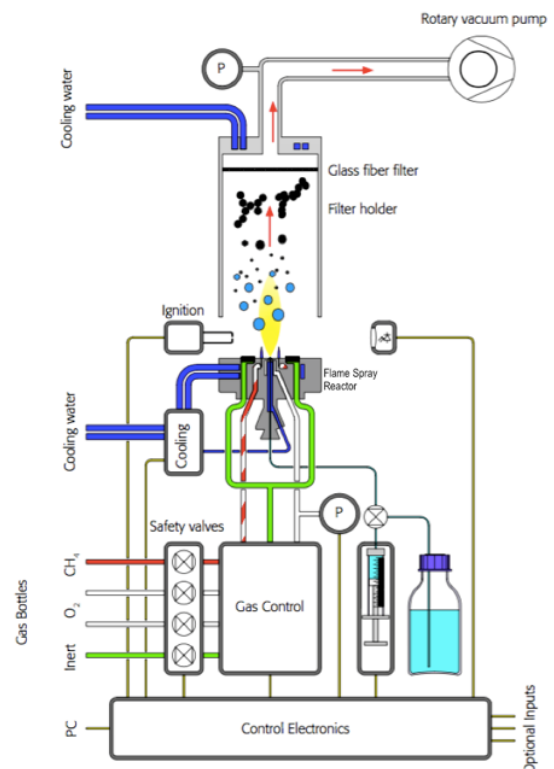 Rotary vacuum pump
P
Cooling water
Glass fiber filter
Filter holder
Ignition
Flame Spray
Reactor
Cooling water
Cooling
Safety valves
P
Gas Bottles
CH4
O2
Inert
Gas Control
PC
Control Electronics
Optional Inputs